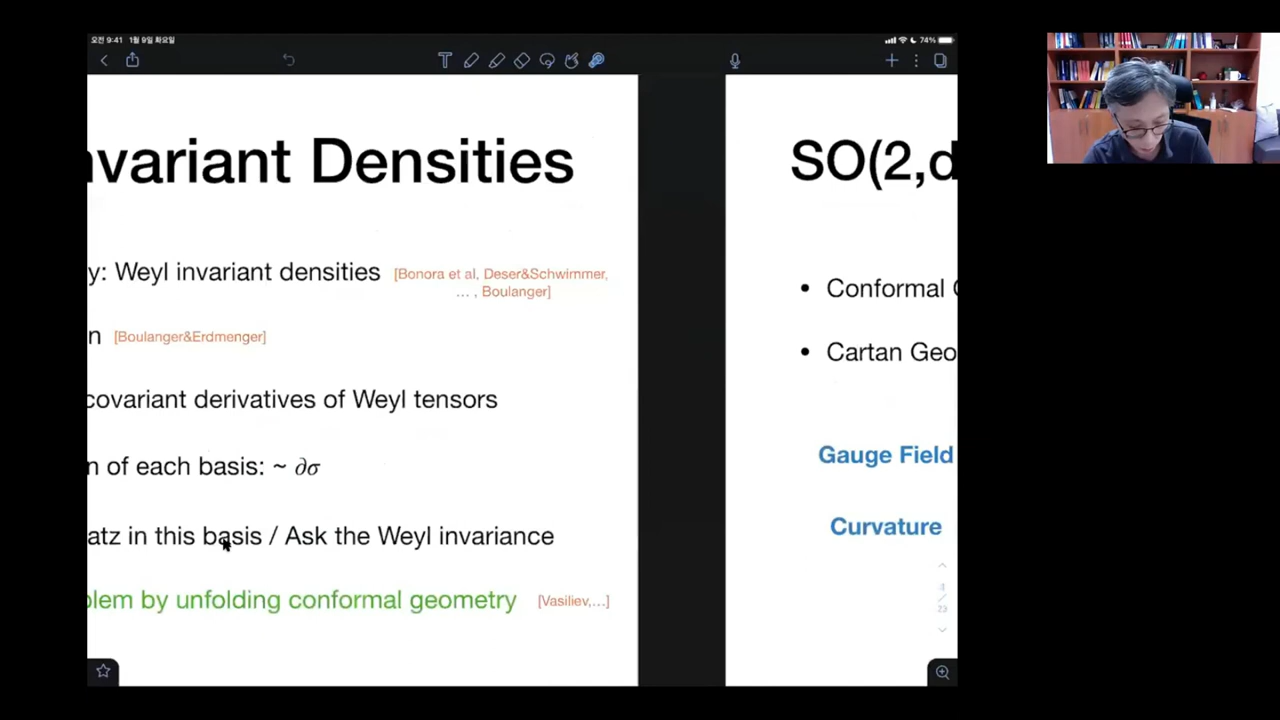 오전 9:41 1월 9일 화요일
74%
nvariant Densities
y: Weyl invariant densities [Bonora et al, Deser&Schwimmer,
… , Boulanger]
n [Boulanger&Erdmenger]
covariant derivatives of Weyl tensors
n of each basis: ~ ∂σ
atz in this basis / Ask the Weyl invariance
blem by unfolding conformal geometry [Vasiliev,…]
SO(2,d
• Conformal
• Cartan Geo
Gauge Field
Curvature
/
23